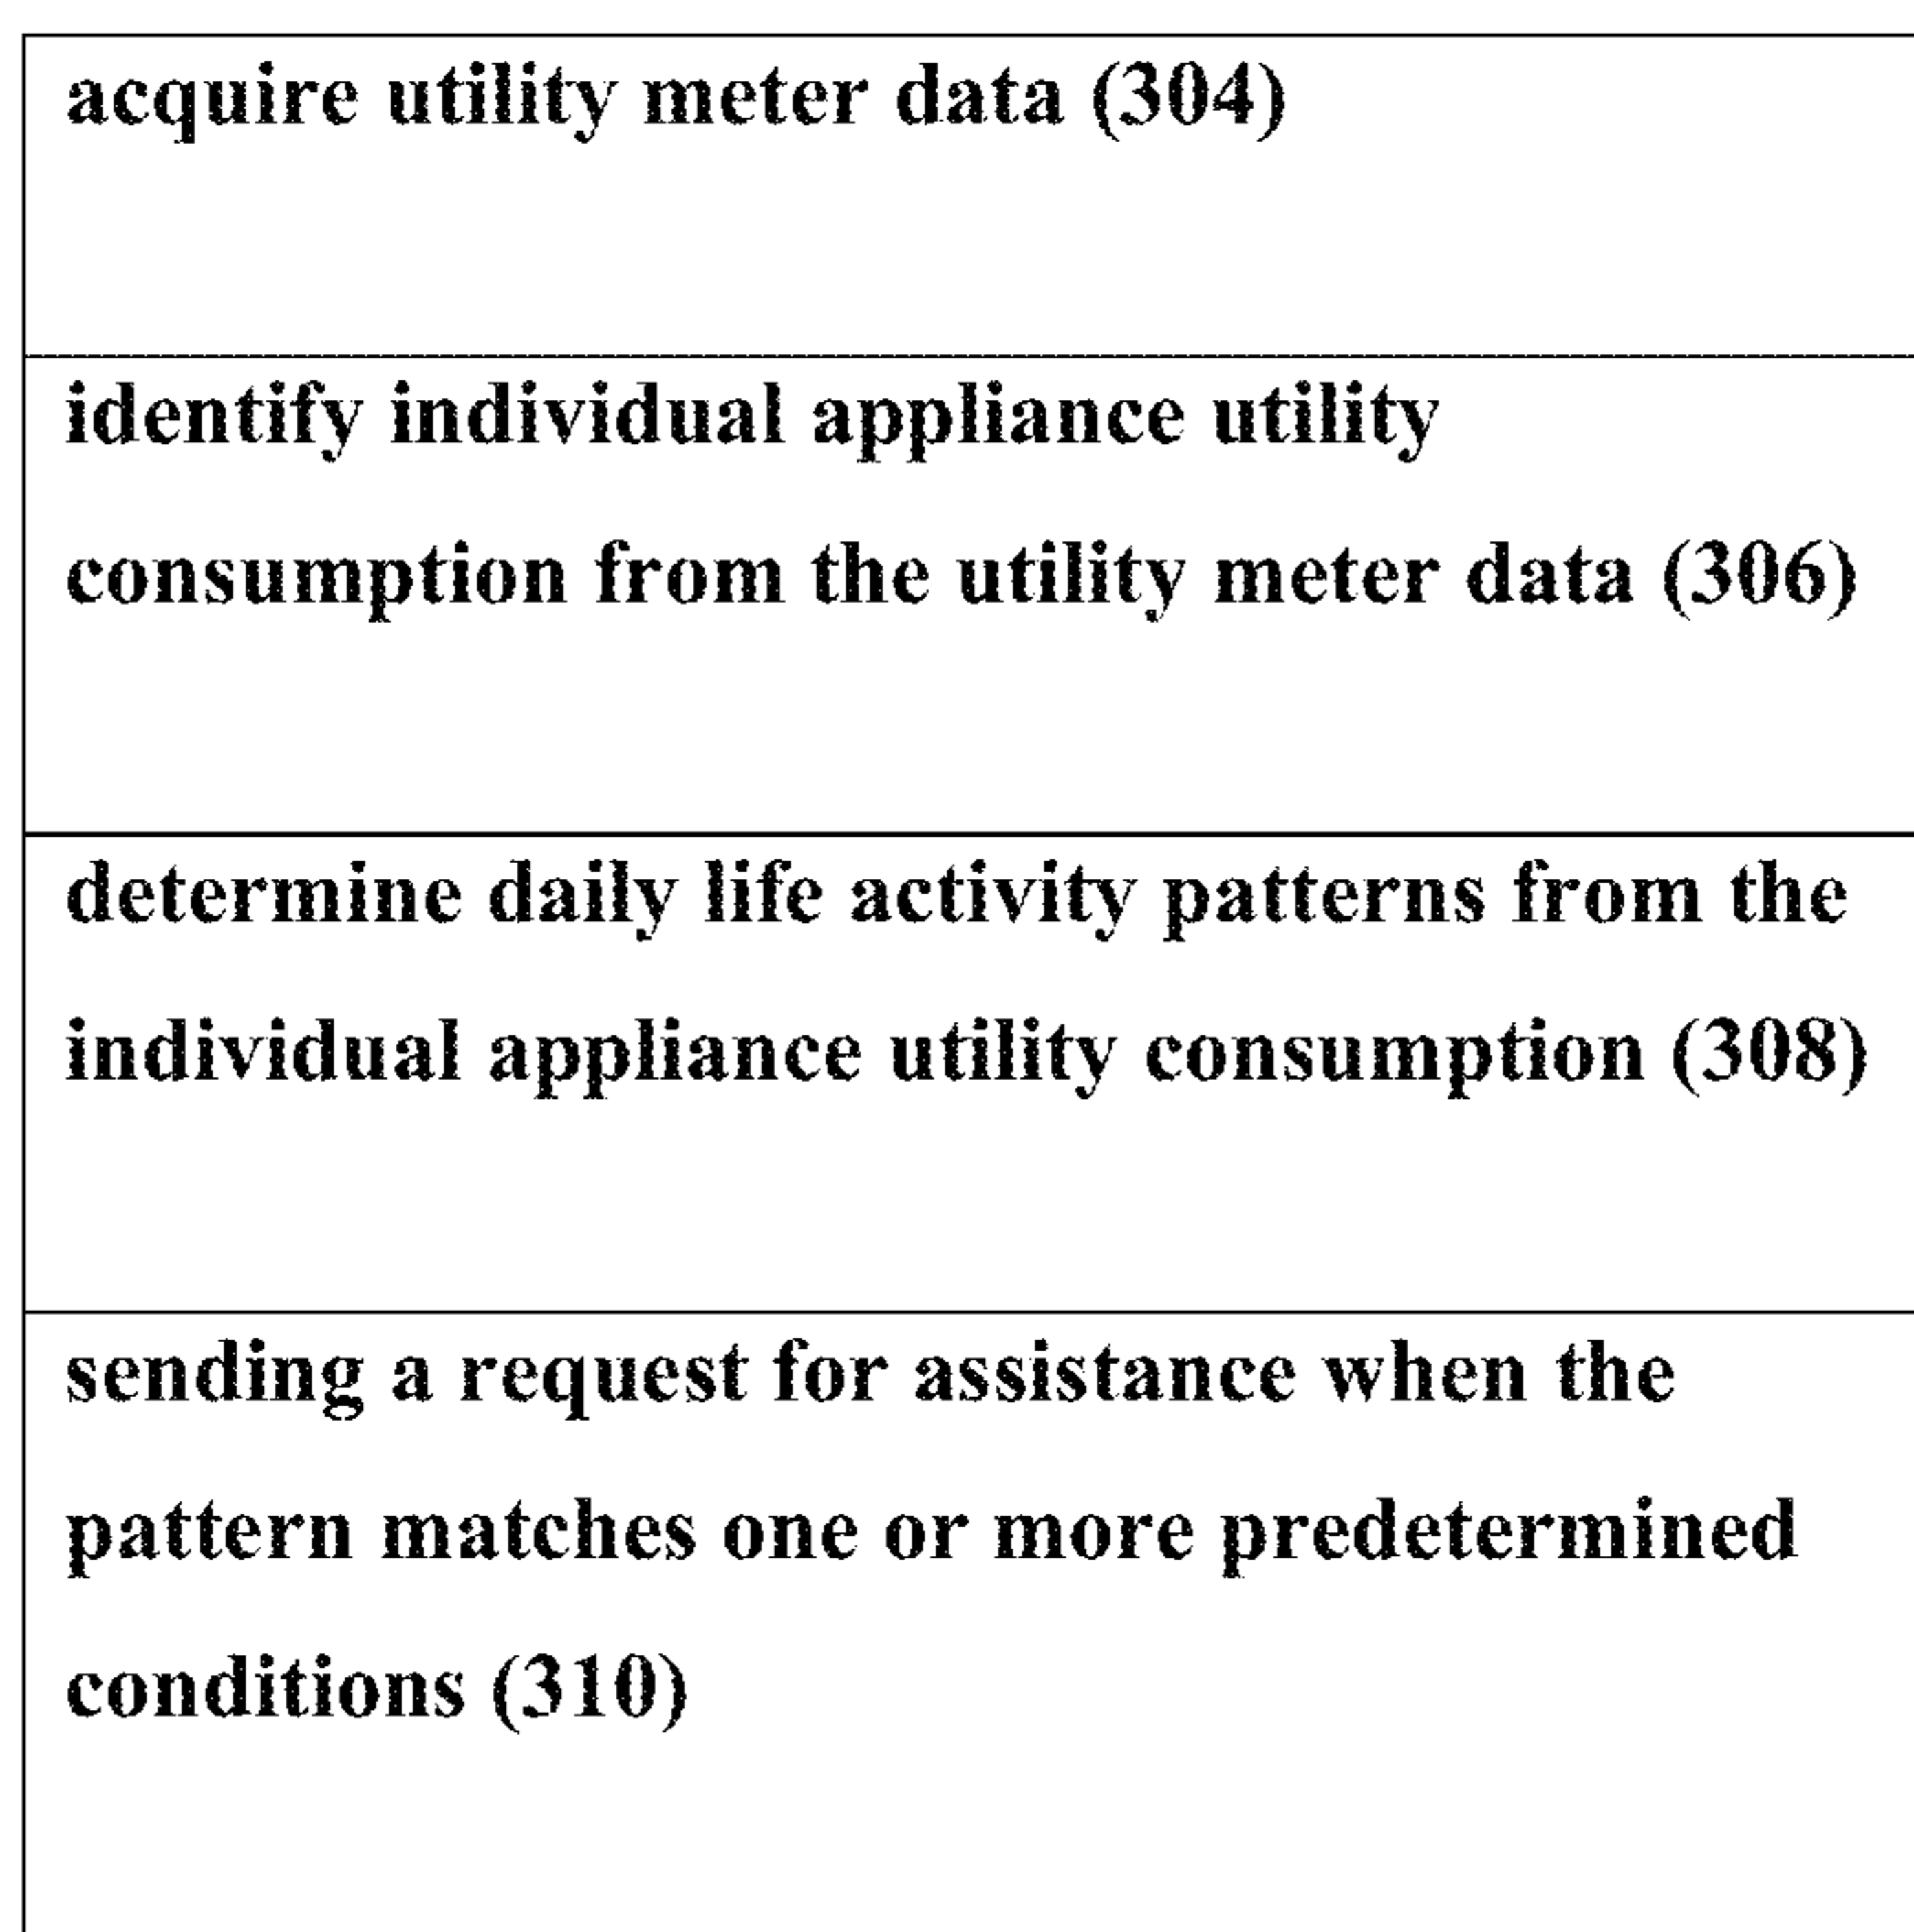 acquire utility meter data (304)
identify individual appliance utility
consumption from the utility meter data (306)
determine daily life activity patterns from the
individual appliance utility consumption (308)
sending a request for assistance when the
pattern matches one or more predetermined
conditions (310)